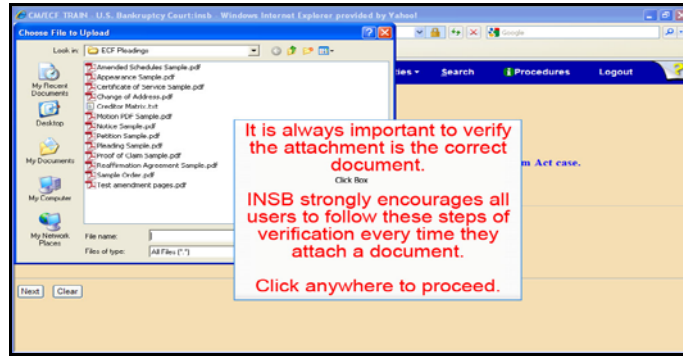 CM/ECF TRAIN - U.S. Bankruptcy Court:insb - Windows Internet Explorer provided by Yahoo!
Choose File to Upload
Google
Look in:
ECF Pleadings
ties
Search
Procedures
Logout
?
My Recent
Documents
Desktop
My Documents
My Computer
My Network
Places
Amended Schedules Sample.pdf
Appearance Sample.pdf
Certificate of Service Sample.pdf
Change of Address.pdf
Creditor Matrix.txt
Motion PDF Sample.pdf
Notice Sample.pdf
Petition Sample.pdf
Pleading Sample.pdf
Proof of Claim Sample.pdf
Reaffirmation Agreement Sample.pdf
Sample Order.pdf
Test amendment pages.pdf
File name:
Files of type:
All Files (*.*)
It is always important to verify
the attachment is the correct
document.
Click Box
INSB strongly encourages all
users to follow these steps of
verification every time they
attach a document.
Click anywhere to proceed.
m Act case.
Next
Clear